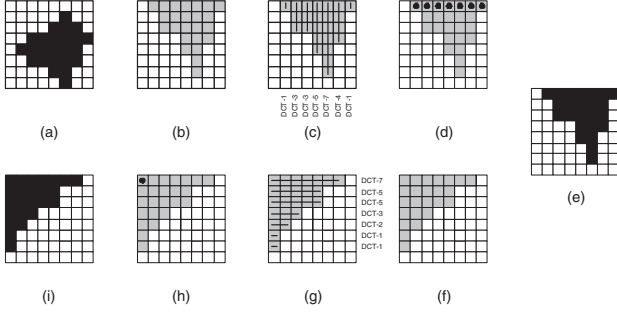 DCT-1
DCT-3
DCT-3
DCT-5
DCT-7
DCT-4
DCT-1
(a)
(b)
(c)
(d)
(e)
DCT-7
DCT-5
DCT-5
DCT-3
DCT-2
DCT-1
DCT-1
(i)
(h)
(g)
(f)